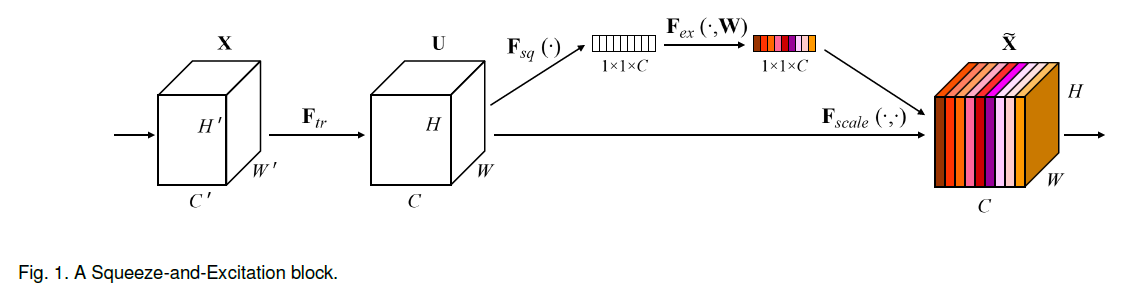 X
U
F_sq (·)
F_ex (·,W)
X̃
1×1×C
1×1×C
H'
F_tr
H
F_scale (·,·)
H
W'
W
W
C'
C
C
Fig. 1. A Squeeze-and-Excitation block.